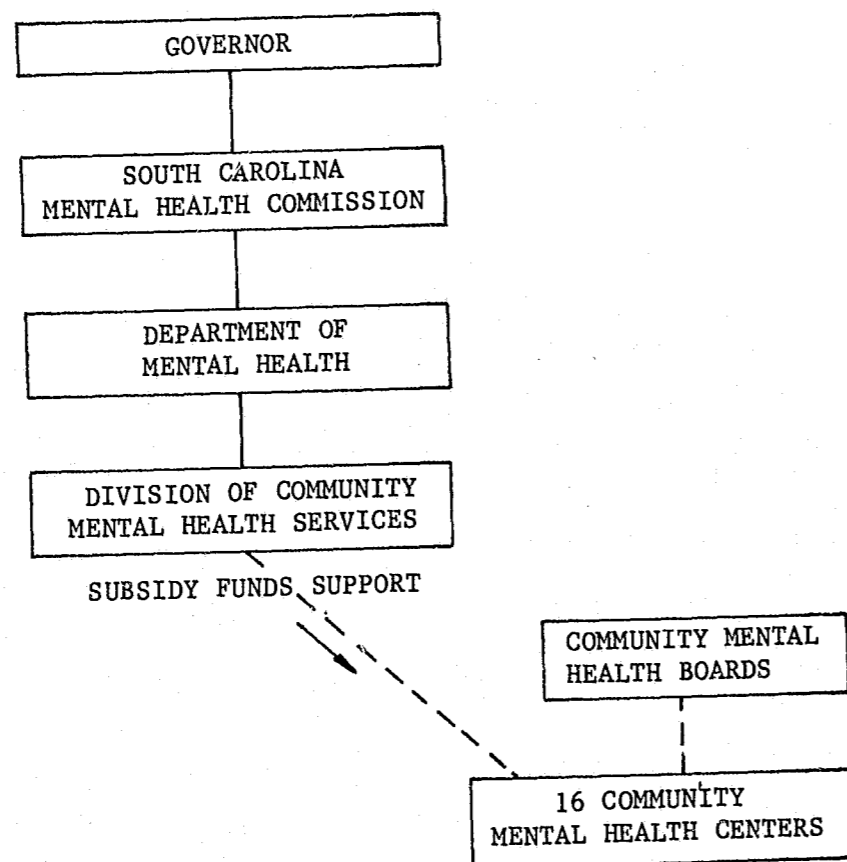 GOVERNOR
SOUTH CAROLINA
MENTAL HEALTH COMMISSION
DEPARTMENT OF
MENTAL HEALTH
DIVISION OF COMMUNITY
MENTAL HEALTH SERVICES
SUBSIDY FUNDS SUPPORT
COMMUNITY MENTAL
HEALTH BOARDS
16 COMMUNITY
MENTAL HEALTH CENTERS